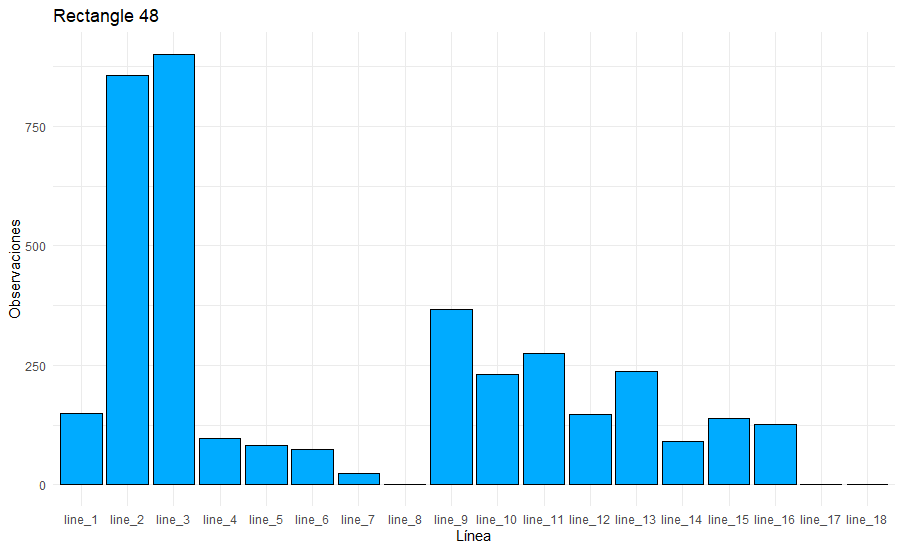 Rectangle 48
Observaciones
750
500
250
0
line_1 line_2 line_3 line_4 line_5 line_6 line_7 line_8 line_9 line_10 line_11 line_12 line_13 line_14 line_15 line_16 line_17 line_18
Línea